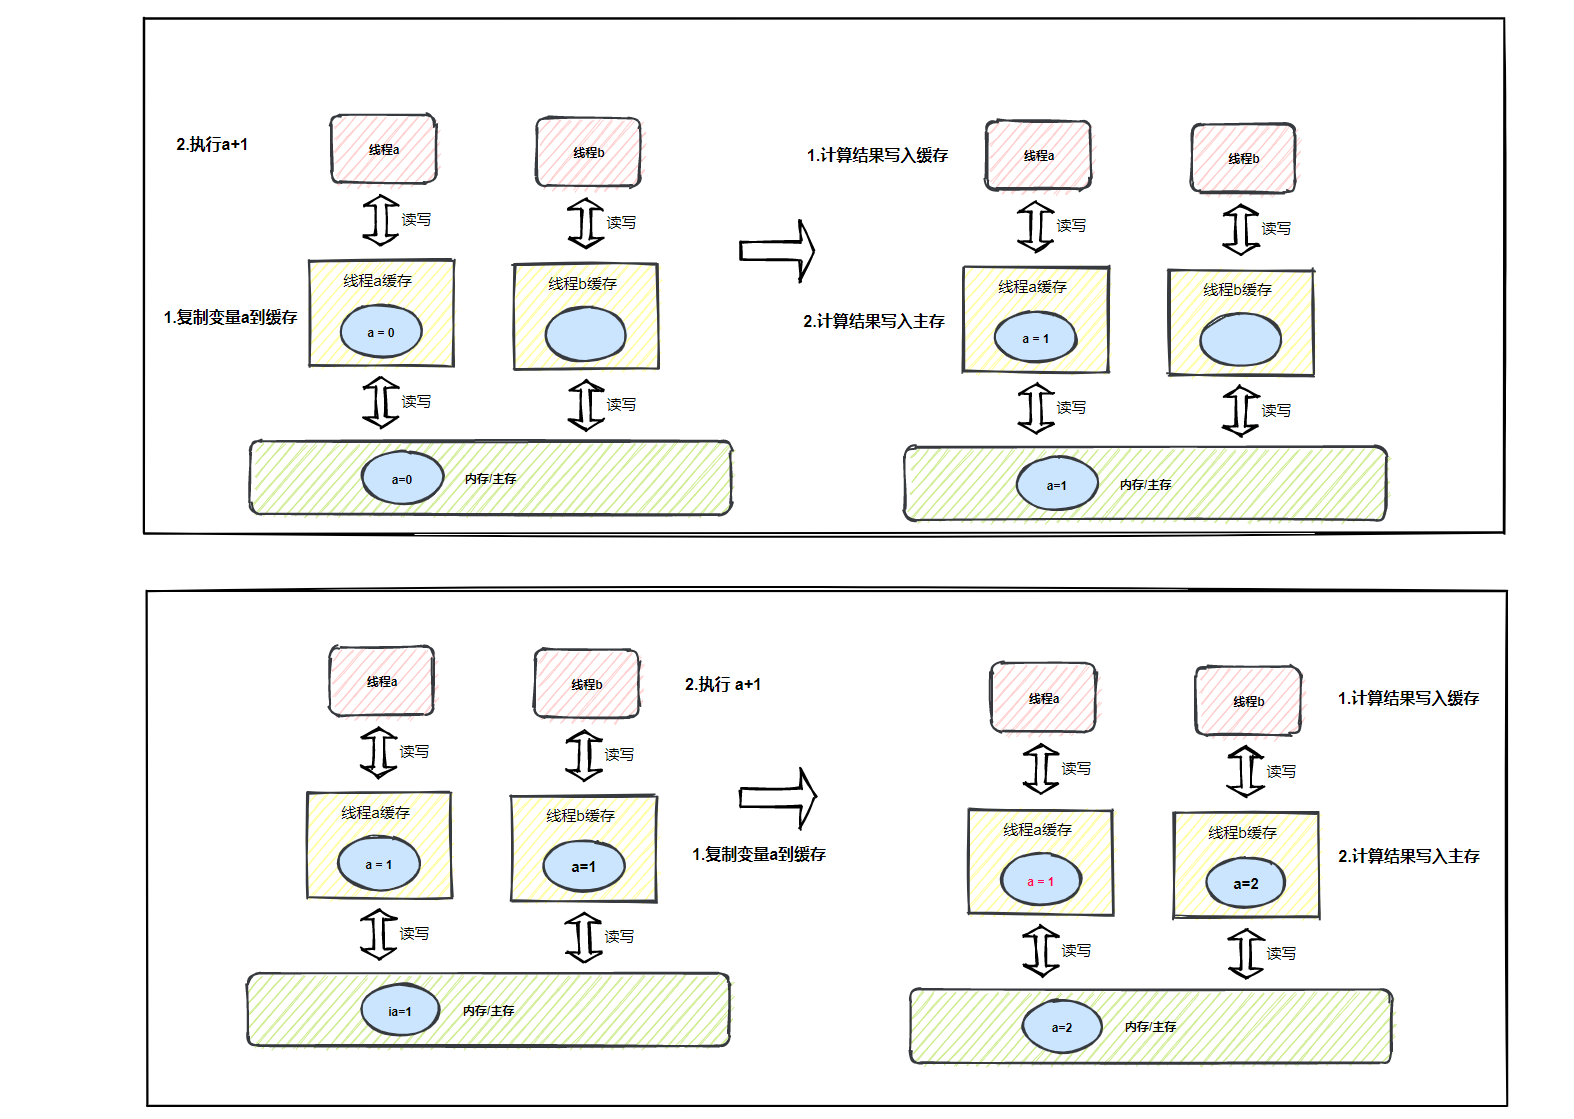 2.执行a+1
线程a
线程b
读写
读写
1.复制变量a到缓存
线程a缓存
a = 0
线程b缓存
读写
读写
a=0
内存/主存
1.计算结果写入缓存
线程a
线程b
读写
读写
2.计算结果写入主存
线程a缓存
a = 1
线程b缓存
读写
读写
a=1
内存/主存
线程a
线程b
2.执行 a+1
读写
读写
线程a缓存
a = 1
线程b缓存
a=1
1.复制变量a到缓存
读写
读写
ia=1
内存/主存
线程a
线程b
1.计算结果写入缓存
读写
读写
线程a缓存
a = 1
线程b缓存
a=2
2.计算结果写入主存
读写
读写
a=2
内存/主存